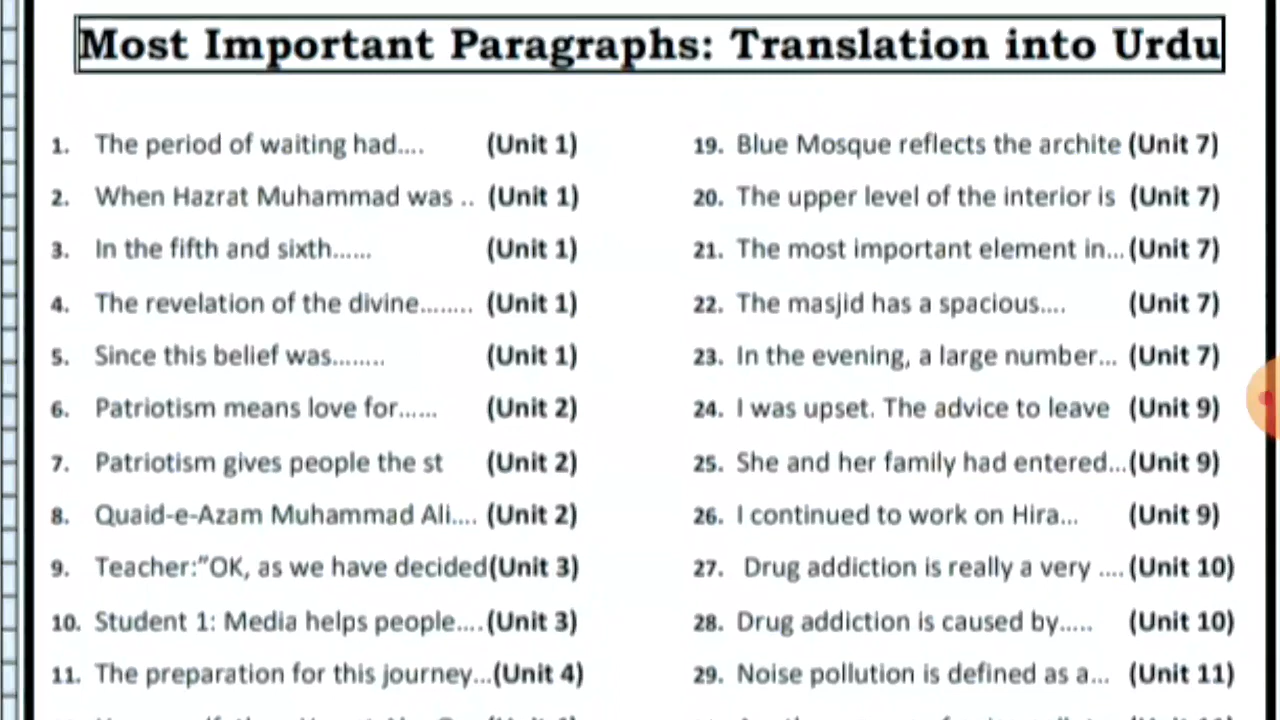 Most Important Paragraphs: Translation into Urdu
1. The period of waiting had.... (Unit 1)
2. When Hazrat Muhammad was .. (Unit 1)
3. In the fifth and sixth...... (Unit 1)
4. The revelation of the divine........ (Unit 1)
5. Since this belief was........ (Unit 1)
6. Patriotism means love for...... (Unit 2)
7. Patriotism gives people the st (Unit 2)
8. Quaid-e-Azam Muhammad Ali.... (Unit 2)
9. Teacher:"OK, as we have decided(Unit 3)
10. Student 1: Media helps people....(Unit 3)
11. The preparation for this journey...(Unit 4)
19. Blue Mosque reflects the archite (Unit 7)
20. The upper level of the interior is (Unit 7)
21. The most important element in... (Unit 7)
22. The masjid has a spacious.... (Unit 7)
23. In the evening, a large number... (Unit 7)
24. I was upset. The advice to leave (Unit 9)
25. She and her family had entered...(Unit 9)
26. I continued to work on Hira... (Unit 9)
27. Drug addiction is really a very .... (Unit 10)
28. Drug addiction is caused by..... (Unit 10)
29. Noise pollution is defined as a... (Unit 11)